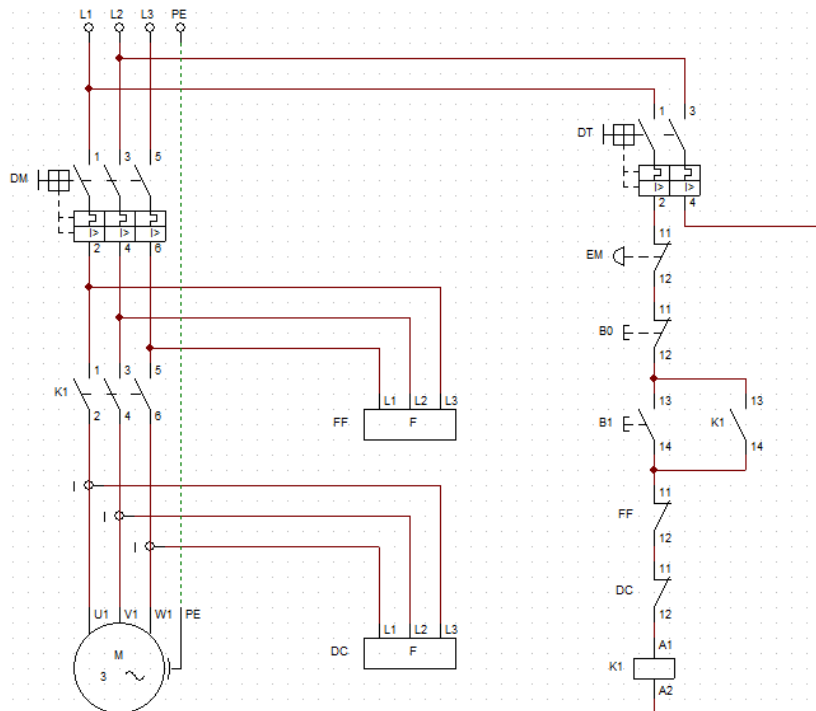 L1 L2 L3 PE
1 3
DT
1 3 5
DM
I> I>
2 4
I> I> I>
2 4 6
11
EM
12
11
B0
12
1 3 5
K1
2 4 6
L1 L2 L3
FF F
13 13
B1 K1
14 14
I
11
FF
12
I
I
11
DC
12
U1 V1 W1 PE
L1 L2 L3
DC F
M
3
A1
K1
A2